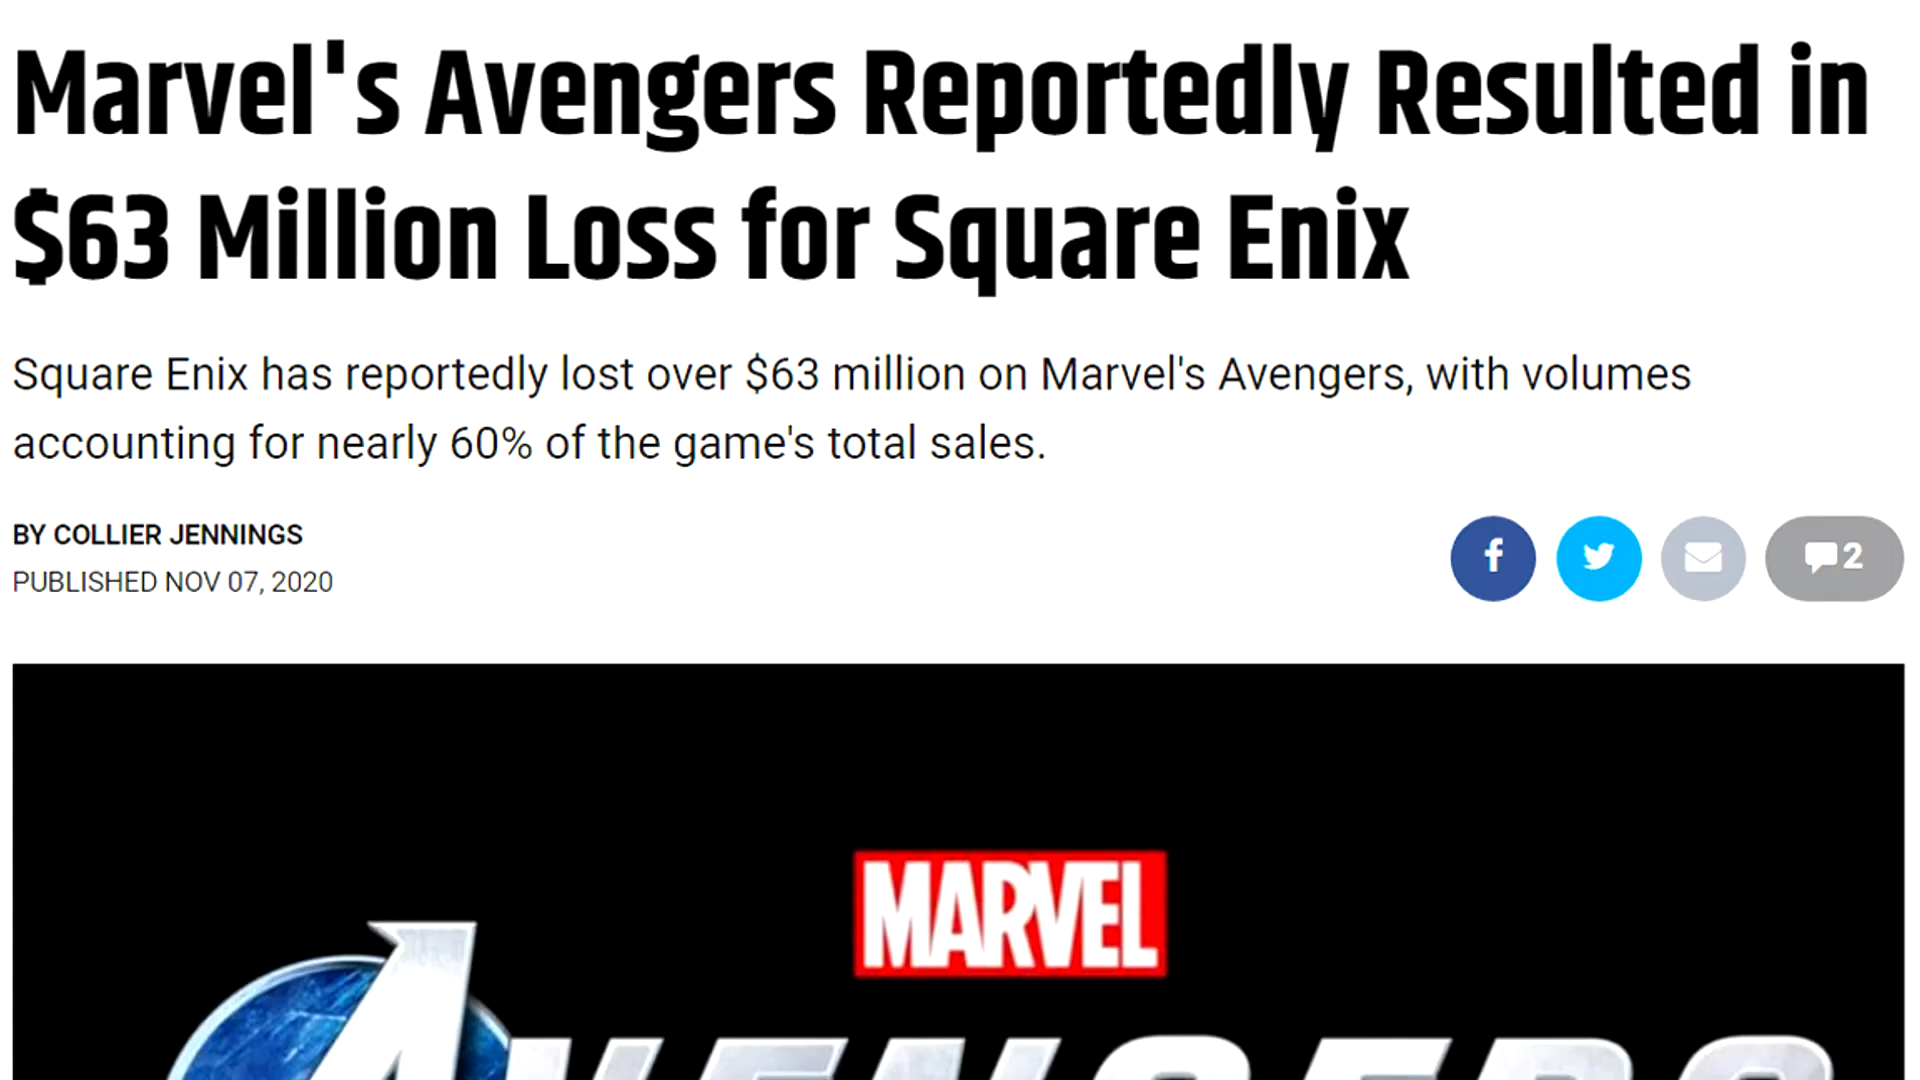 Marvel's Avengers Reportedly Resulted in
$63 Million Loss for Square Enix
Square Enix has reportedly lost over $63 million on Marvel's Avengers, with volumes
accounting for nearly 60% of the game's total sales.
BY COLLIER JENNINGS
PUBLISHED NOV 07, 2020
f
2
MARVEL
AVENGERS